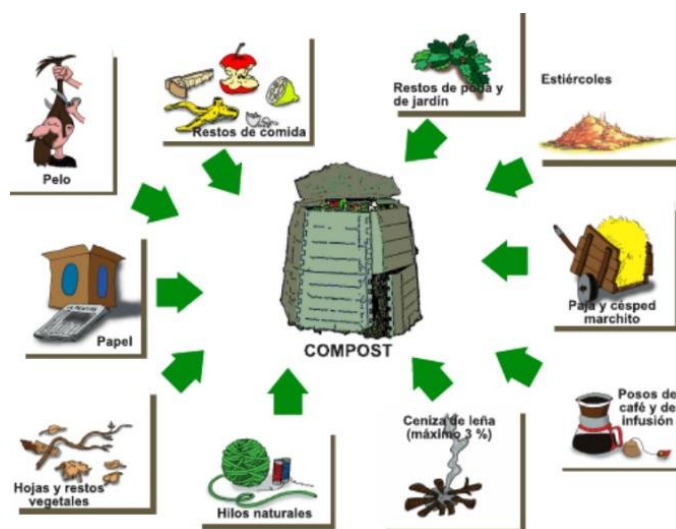 Restos de comida
Restos de poda y
de jardín
Estiércoles
Pelo
Papel
COMPOST
Paja y césped
marchito
Hojas y restos
vegetales
Hilos naturales
Ceniza de leña
(máximo 3 %)
Posos de
café y de
infusión